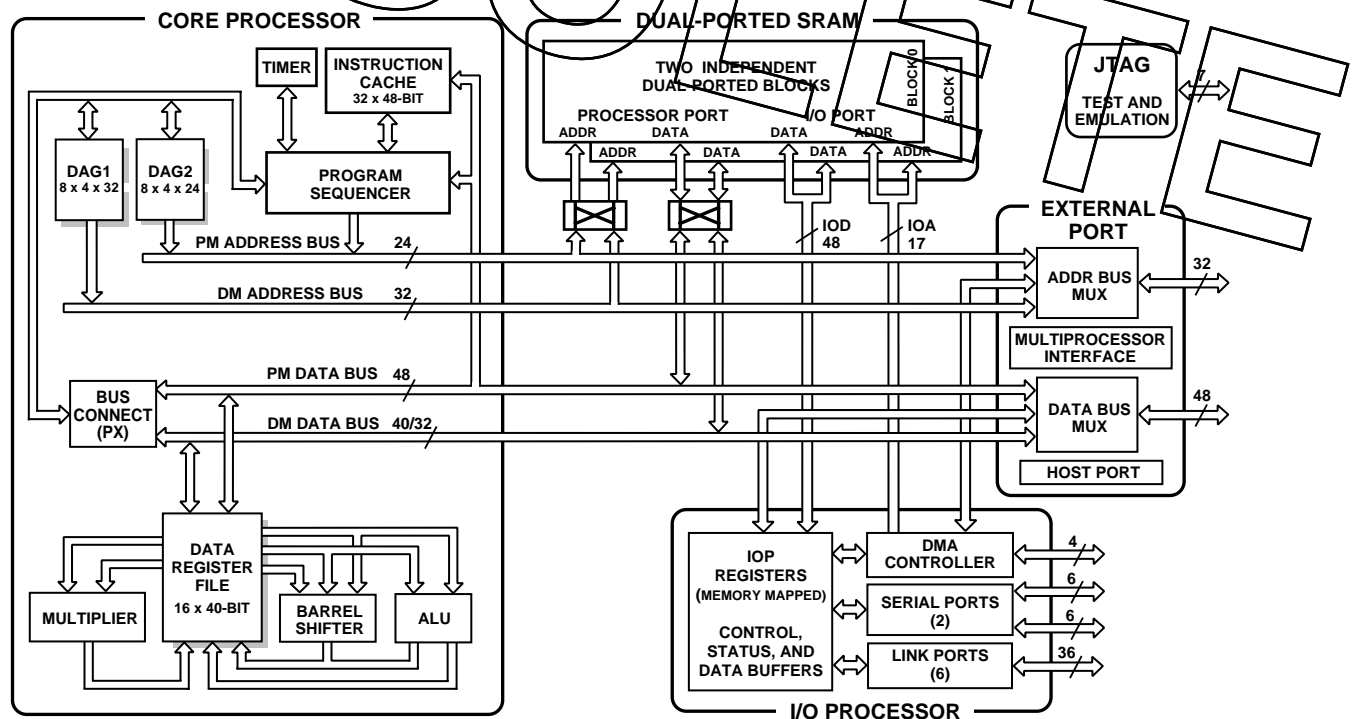 CORE PROCESSOR
TIMER
INSTRUCTION
CACHE
32 x 48-BIT
DAG1
8 x 4 x 32
DAG2
8 x 4 x 24
PROGRAM
SEQUENCER
PM ADDRESS BUS 24
DM ADDRESS BUS 32
BUS
CONNECT
(PX)
PM DATA BUS 48
DM DATA BUS 40/32
DATA
REGISTER
FILE
16 x 40-BIT
MULTIPLIER
BARREL
SHIFTER
ALU
DUAL-PORTED SRAM
TWO INDEPENDENT
DUAL-PORTED BLOCKS
PROCESSOR PORT I/O PORT
ADDR DATA DATA ADDR
ADDR DATA DATA ADDR
BLOCK 0
BLOCK 1
IOD
48
IOA
17
JTAG
TEST AND
EMULATION
7
EXTERNAL
PORT
ADDR BUS
MUX
32
MULTIPROCESSOR
INTERFACE
DATA BUS
MUX
48
HOST PORT
IOP
REGISTERS
(MEMORY MAPPED)
CONTROL,
STATUS, AND
DATA BUFFERS
DMA
CONTROLLER
4
SERIAL PORTS
(2)
6
6
LINK PORTS
(6)
36
I/O PROCESSOR